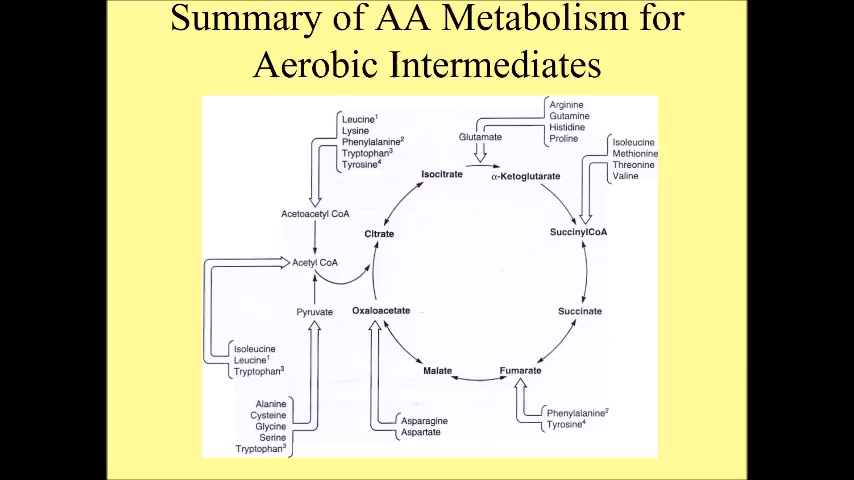 Summary of AA Metabolism for
Aerobic Intermediates
Leucine¹
Lysine
Phenylalanine²
Tryptophan³
Tyrosine⁴
Arginine
Glutamine
Histidine
Proline
Glutamate
Isoleucine
Methionine
Threonine
Valine
Isocitrate
α-Ketoglutarate
Acetoacetyl CoA
Citrate
SuccinylCoA
Acetyl CoA
Pyruvate
Oxaloacetate
Succinate
Isoleucine
Leucine¹
Tryptophan³
Malate
Fumarate
Alanine
Cysteine
Glycine
Serine
Tryptophan³
Asparagine
Aspartate
Phenylalanine²
Tyrosine⁴